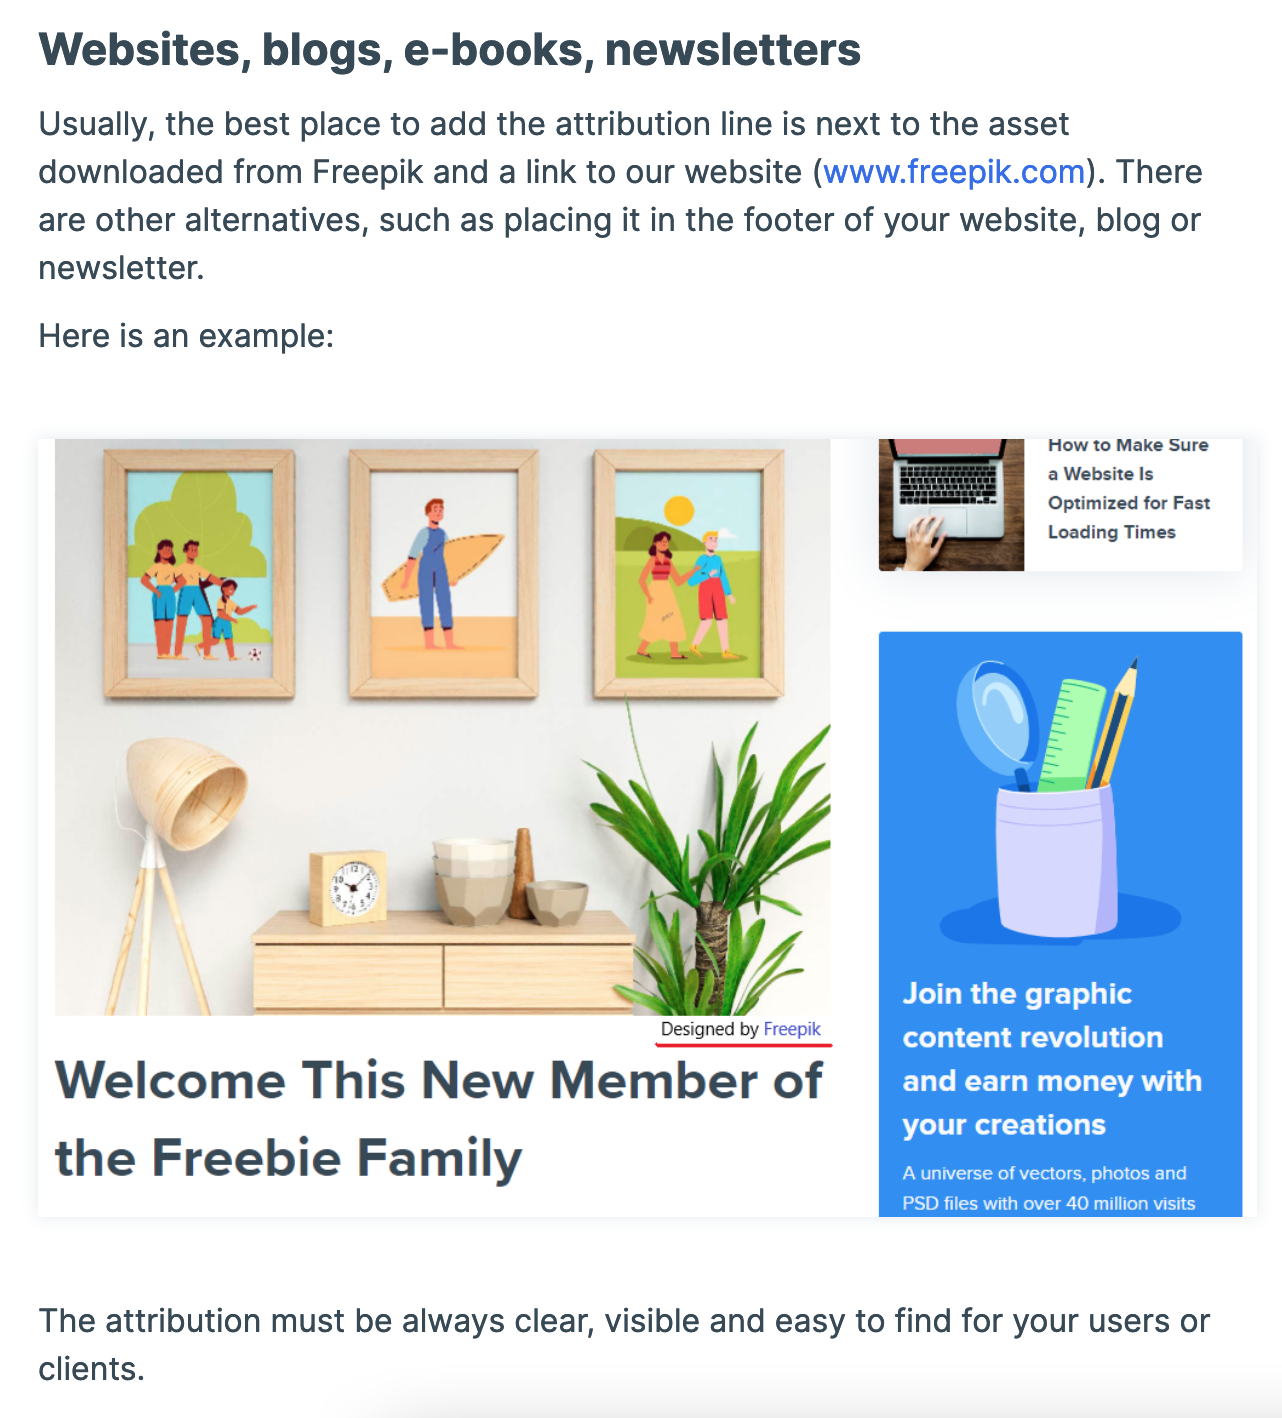 Websites, blogs, e-books, newsletters
Usually, the best place to add the attribution line is next to the asset
downloaded from Freepik and a link to our website (www.freepik.com). There
are other alternatives, such as placing it in the footer of your website, blog or
newsletter.
Here is an example:
How to Make Sure
a Website Is
Optimized for Fast
Loading Times
Designed by Freepik
Welcome This New Member of
the Freebie Family
Join the graphic
content revolution
and earn money with
your creations
A universe of vectors, photos and
PSD files with over 40 million visits
The attribution must be always clear, visible and easy to find for your users or
clients.